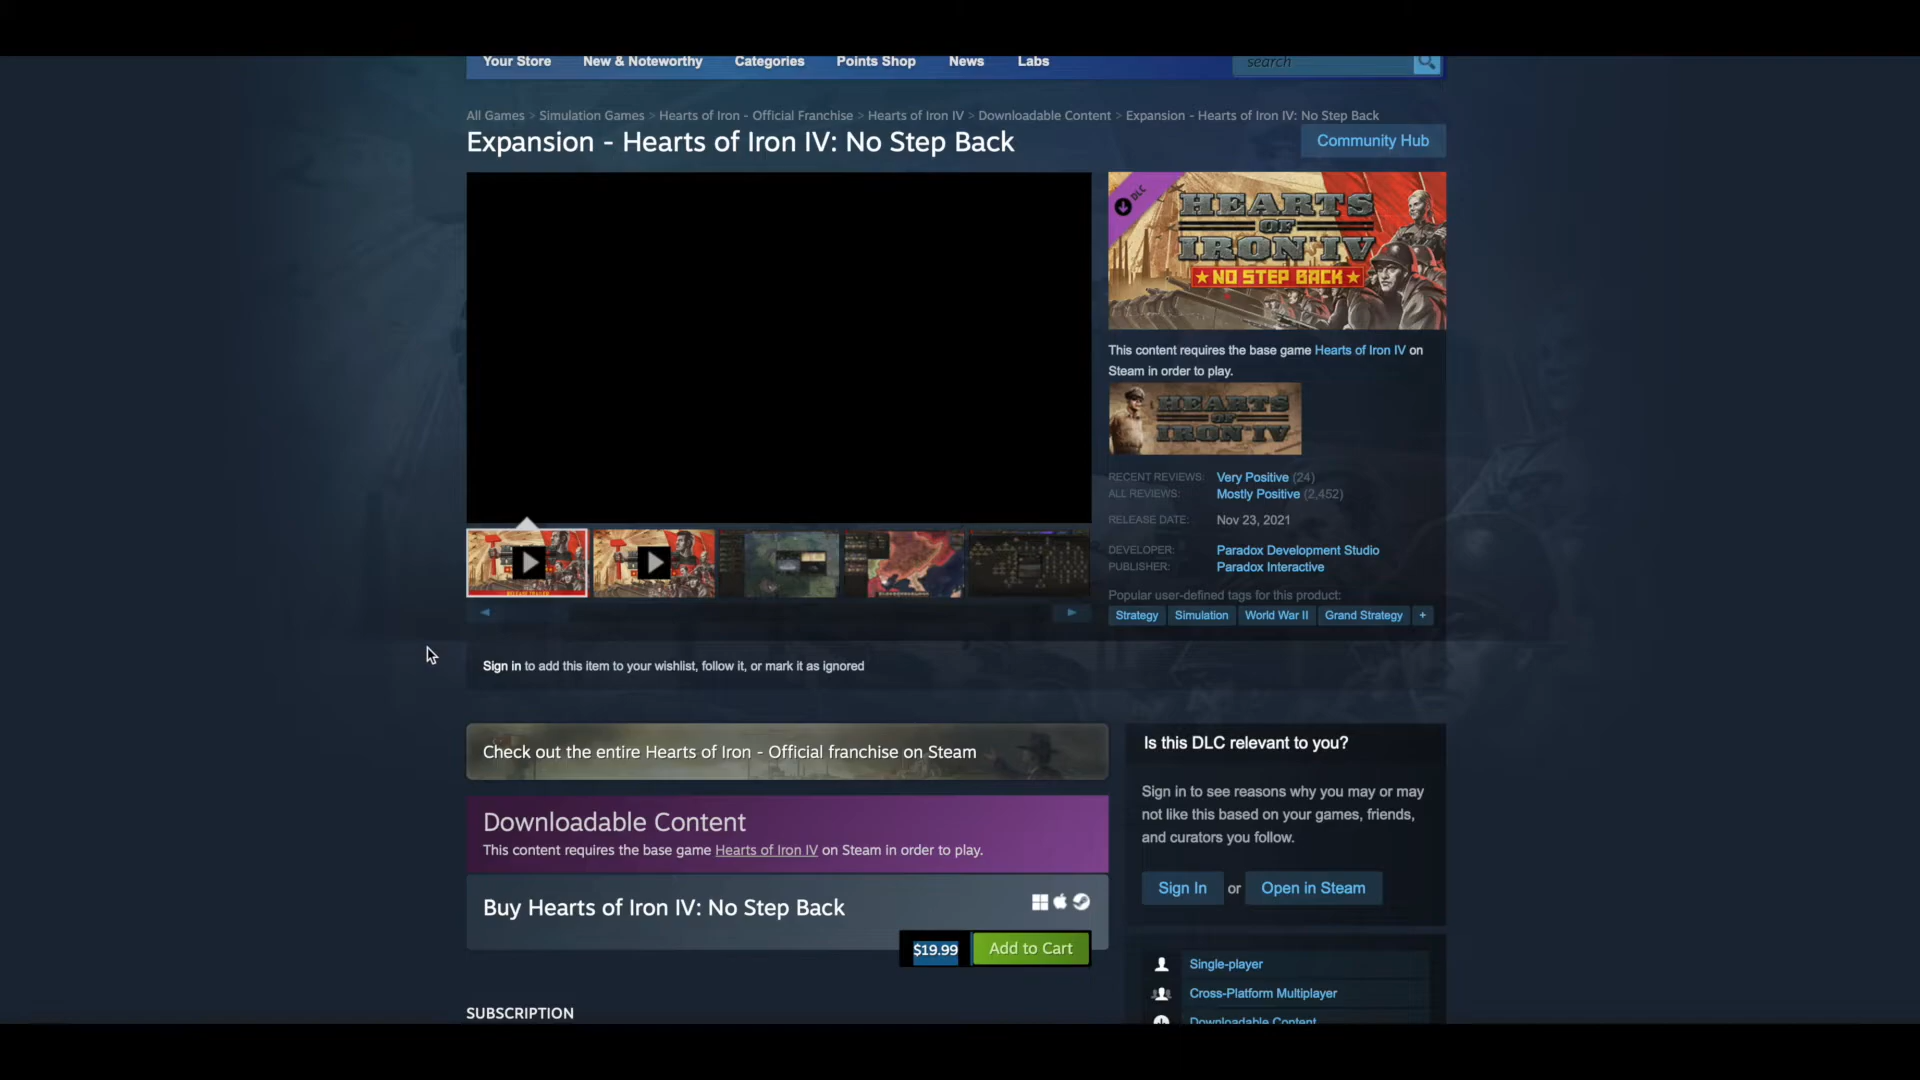 Your Store New & Noteworthy Categories Points Shop News Labs search
All Games > Simulation Games > Hearts of Iron - Official Franchise > Hearts of Iron IV > Downloadable Content > Expansion - Hearts of Iron IV: No Step Back
Expansion - Hearts of Iron IV: No Step Back
Community Hub
DLC
HEARTS
OF
IRON IV
★ NO STEP BACK ★
This content requires the base game Hearts of Iron IV on
Steam in order to play.
HEARTS
OF
IRON IV
RECENT REVIEWS: Very Positive (24)
ALL REVIEWS: Mostly Positive (2,452)
RELEASE DATE: Nov 23, 2021
DEVELOPER: Paradox Development Studio
PUBLISHER: Paradox Interactive
Popular user-defined tags for this product:
Strategy Simulation World War II Grand Strategy +
RELEASE TRAILER
Sign in to add this item to your wishlist, follow it, or mark it as ignored
Check out the entire Hearts of Iron - Official franchise on Steam
Downloadable Content
This content requires the base game Hearts of Iron IV on Steam in order to play.
Buy Hearts of Iron IV: No Step Back
$19.99 Add to Cart
SUBSCRIPTION
Is this DLC relevant to you?
Sign in to see reasons why you may or may
not like this based on your games, friends,
and curators you follow.
Sign In or Open in Steam
Single-player
Cross-Platform Multiplayer
Downloadable Content